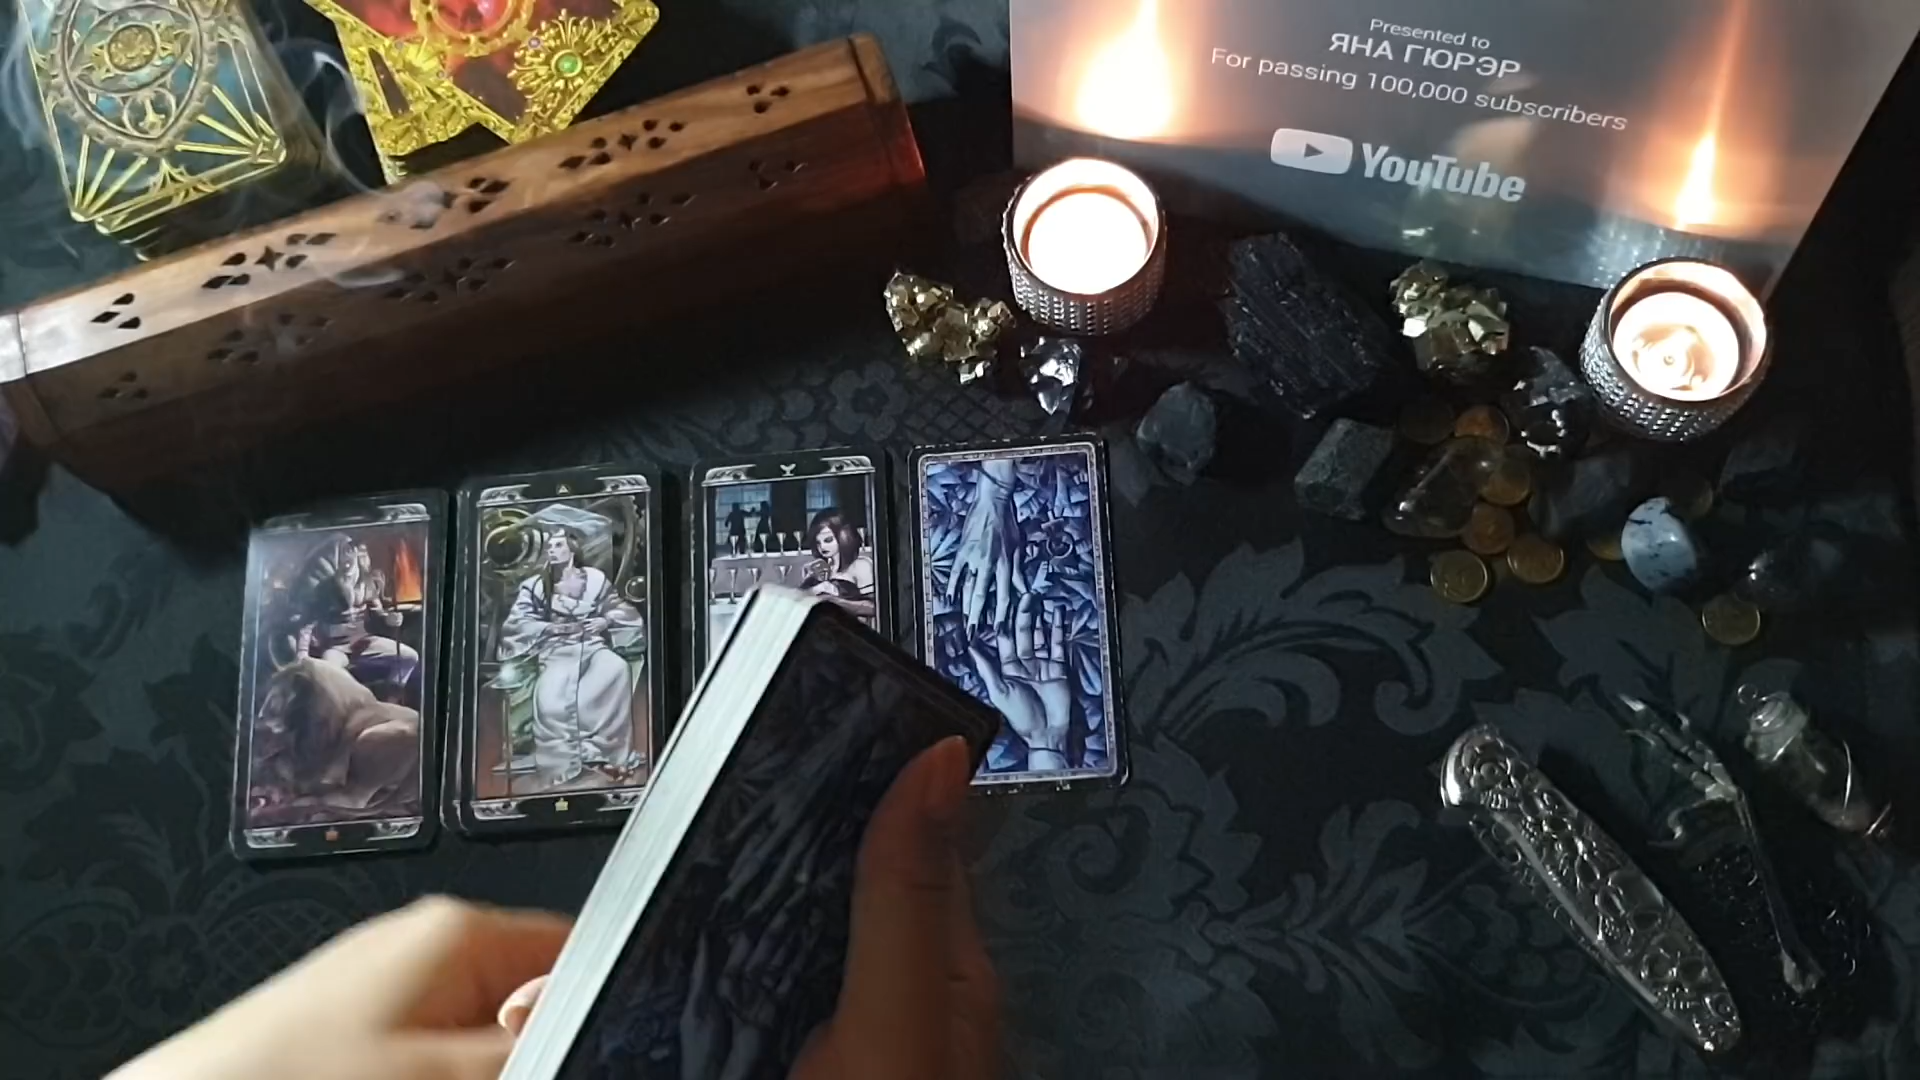 Presented to
ЯНА ГЮРЭР
For passing 100,000 subscribers
YouTube